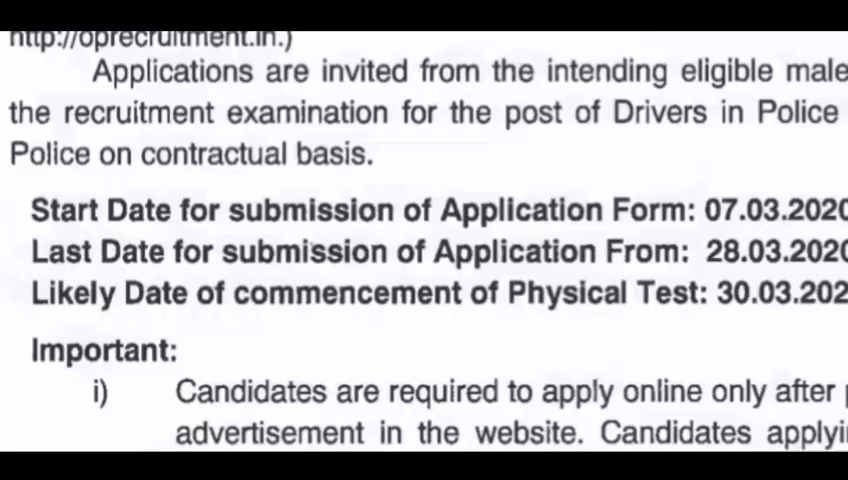 http://oprecruitment.in.)
Applications are invited from the intending eligible male
the recruitment examination for the post of Drivers in Police
Police on contractual basis.
Start Date for submission of Application Form: 07.03.2020
Last Date for submission of Application From: 28.03.2020
Likely Date of commencement of Physical Test: 30.03.202
Important:
i) Candidates are required to apply online only after
advertisement in the website. Candidates